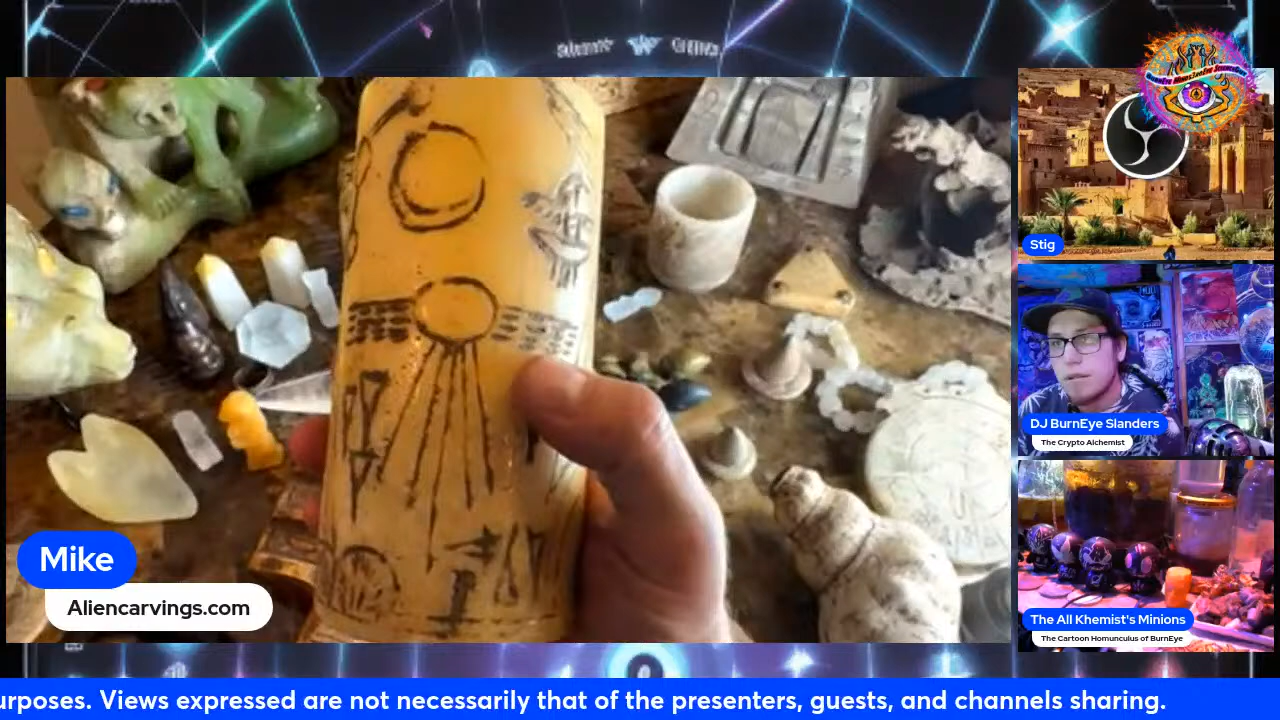 Mike
Aliencarvings.com
Stig
DJ BurnEye Slanders
The Crypto Alchemist
The All Khemist's Minions
The Cartoon Homunculus of BurnEye
urposes. Views expressed are not necessarily that of the presenters, guests, and channels sharing.